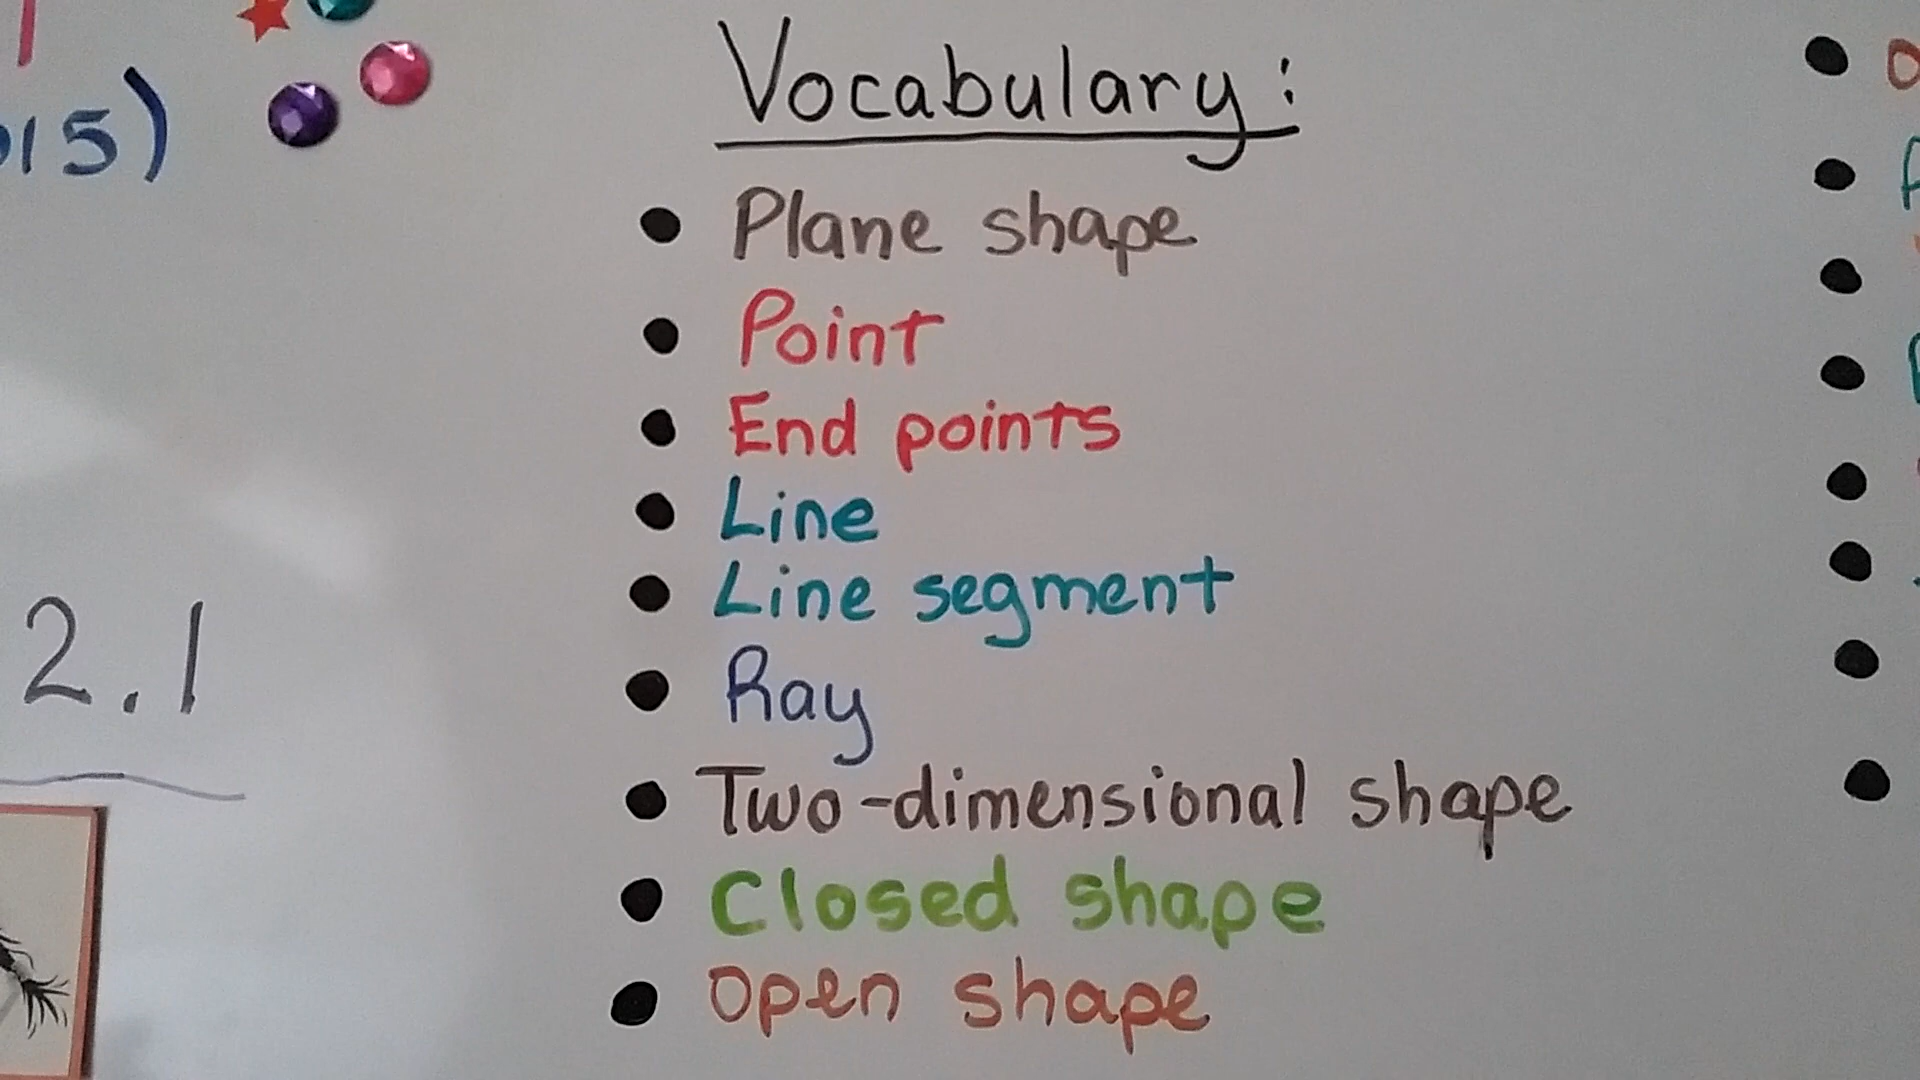 15)
2.1
Vocabulary:
• Plane shape
• Point
• End points
• Line
• Line segment
• Ray
• Two-dimensional shape
• Closed shape
• Open shape